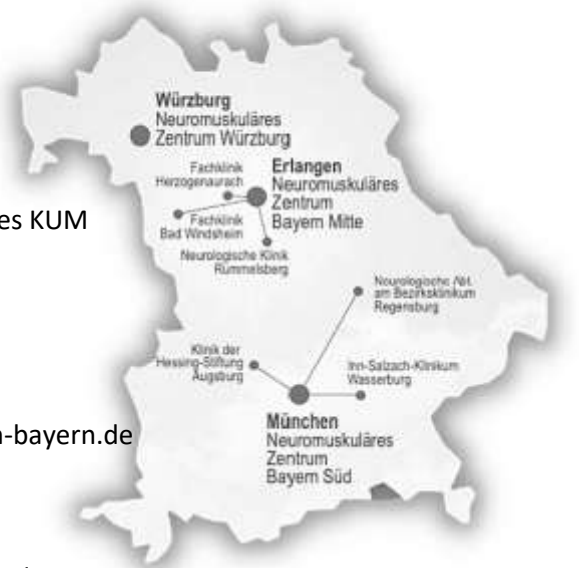 Würzburg
Neuromuskuläres
Zentrum Würzburg
Fachklinik
Herzogenaurach
Erlangen
Neuromuskuläres
Zentrum
Bayern Mitte
Fachklinik
Bad Windsheim
Neurologische Klinik
Rummelsberg
es KUM
Neurologische Abt.
am Bezirksklinikum
Regensburg
Klinik der
Hessing-Stiftung
Augsburg
Inn-Salzach-Klinikum
Wasserburg
-bayern.de
München
Neuromuskuläres
Zentrum
Bayern Süd